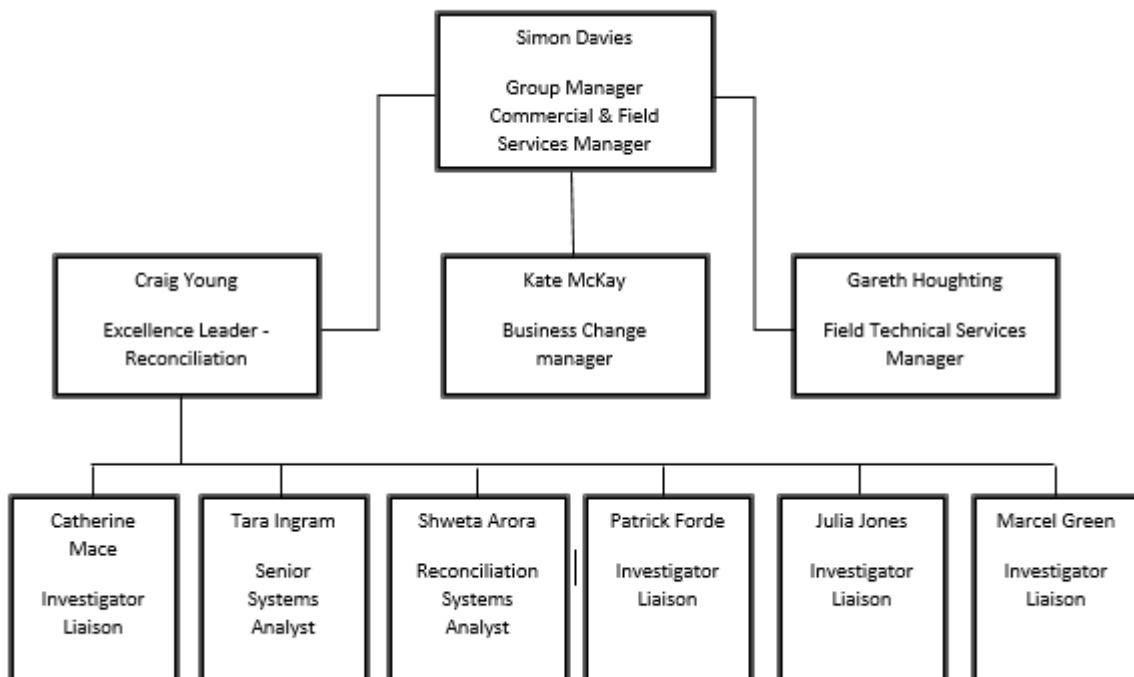 Simon Davies
Group Manager
Commercial & Field
Services Manager
Craig Young
Excellence Leader -
Reconciliation
Kate McKay
Business Change
manager
Gareth Houghting
Field Technical Services
Manager
Catherine
Mace
Investigator
Liaison
Tara Ingram
Senior
Systems
Analyst
Shweta Arora
Reconciliation
Systems
Analyst
Patrick Forde
Investigator
Liaison
Julia Jones
Investigator
Liaison
Marcel Green
Investigator
Liaison